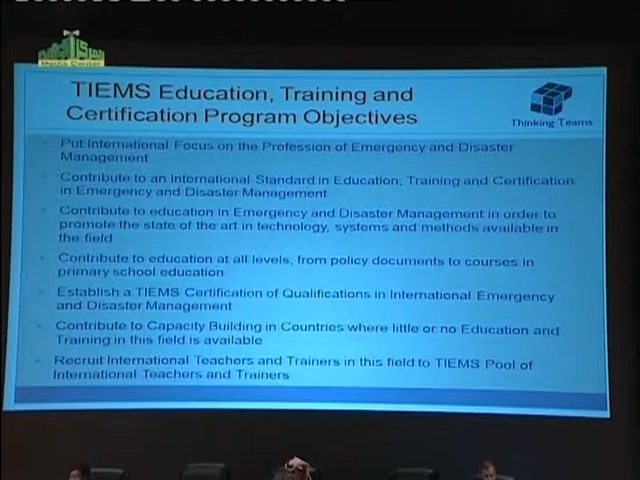 Media Center
TIEMS Education, Training and
Certification Program Objectives
Thinking Teams
Put International Focus on the Profession of Emergency and Disaster
Management
Contribute to an International Standard in Education, Training and Certification
in Emergency and Disaster Management
Contribute to education in Emergency and Disaster Management in order to
promote the state of the art in technology, systems and methods available in
the field
Contribute to education at all levels, from policy documents to courses in
primary school education
Establish a TIEMS Certification of Qualifications in International Emergency
and Disaster Management
Contribute to Capacity Building in Countries where little or no Education and
Training in this field is available
Recruit International Teachers and Trainers in this field to TIEMS Pool of
International Teachers and Trainers